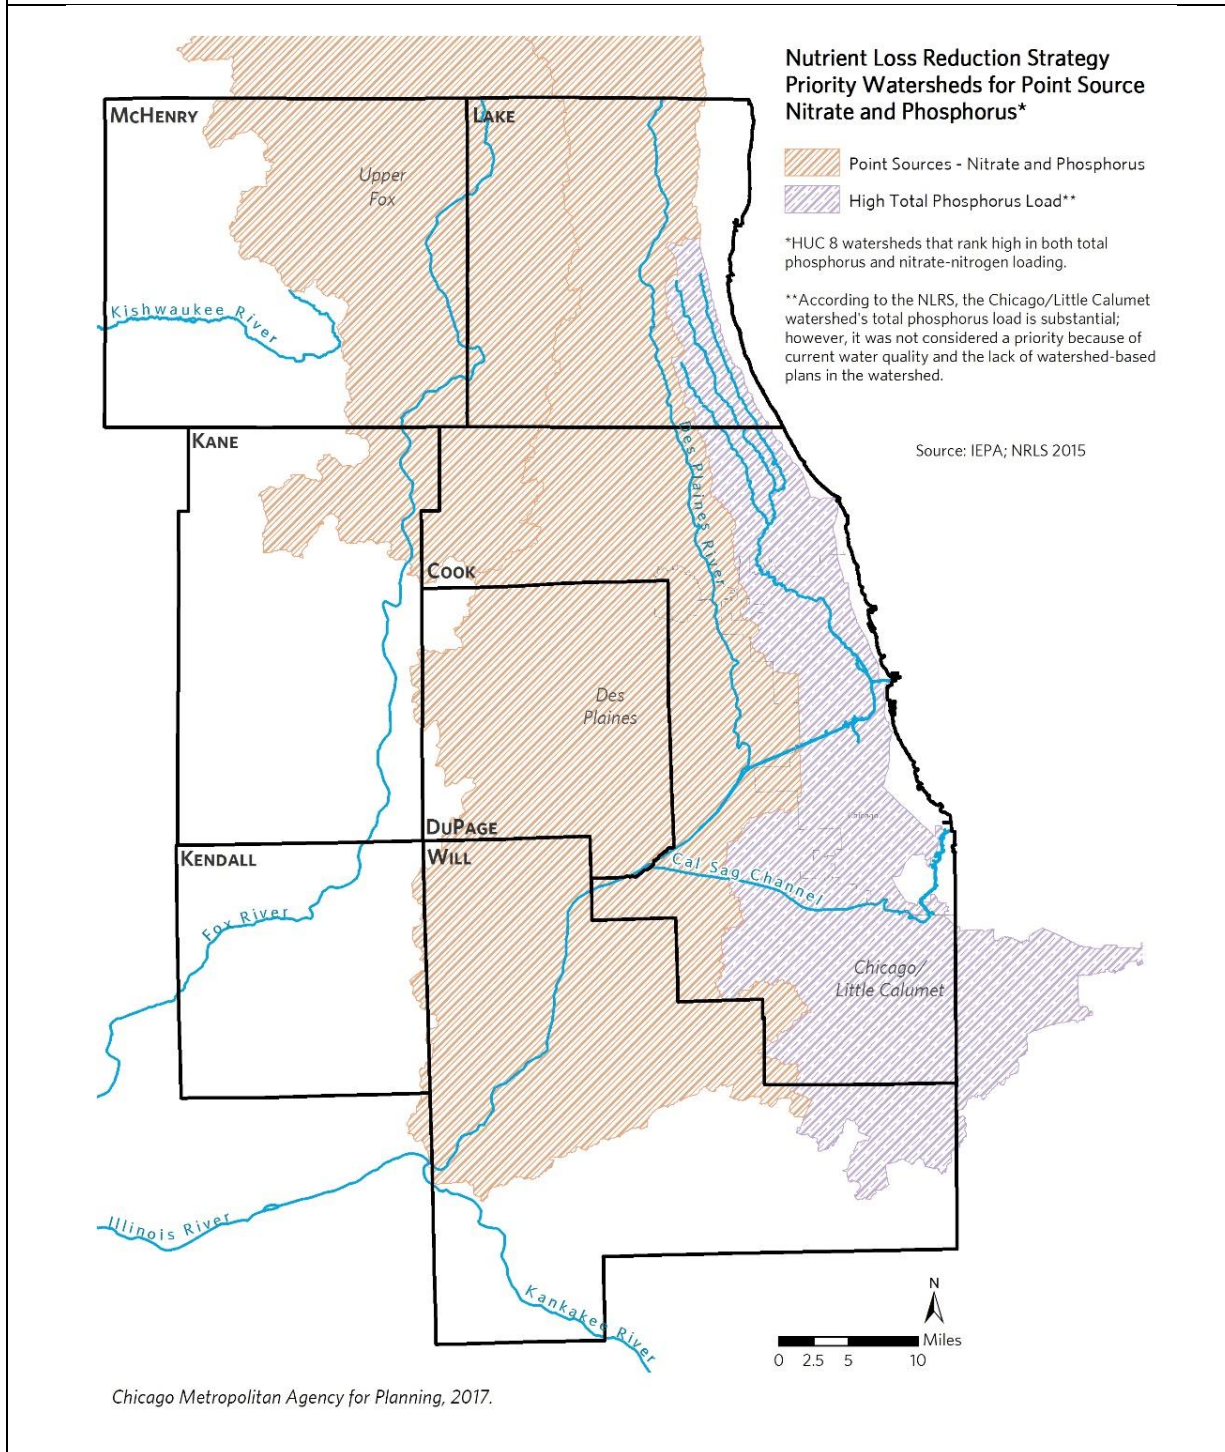 Nutrient Loss Reduction Strategy
Priority Watersheds for Point Source
Nitrate and Phosphorus*
Point Sources - Nitrate and Phosphorus
High Total Phosphorus Load**
*HUC 8 watersheds that rank high in both total
phosphorus and nitrate-nitrogen loading.
**According to the NLRS, the Chicago/Little Calumet
watershed's total phosphorus load is substantial;
however, it was not considered a priority because of
current water quality and the lack of watershed-based
plans in the watershed.
Source: IEPA; NRLS 2015
McHENRY
LAKE
Upper
Fox
Kishwaukee River
KANE
Des Plaines River
COOK
Des
Plaines
DUPAGE
Chicago
KENDALL
WILL
Cal Sag Channel
Fox River
Chicago/
Little Calumet
Illinois River
Kankakee River
N
Miles
0 2.5 5 10
Chicago Metropolitan Agency for Planning, 2017.